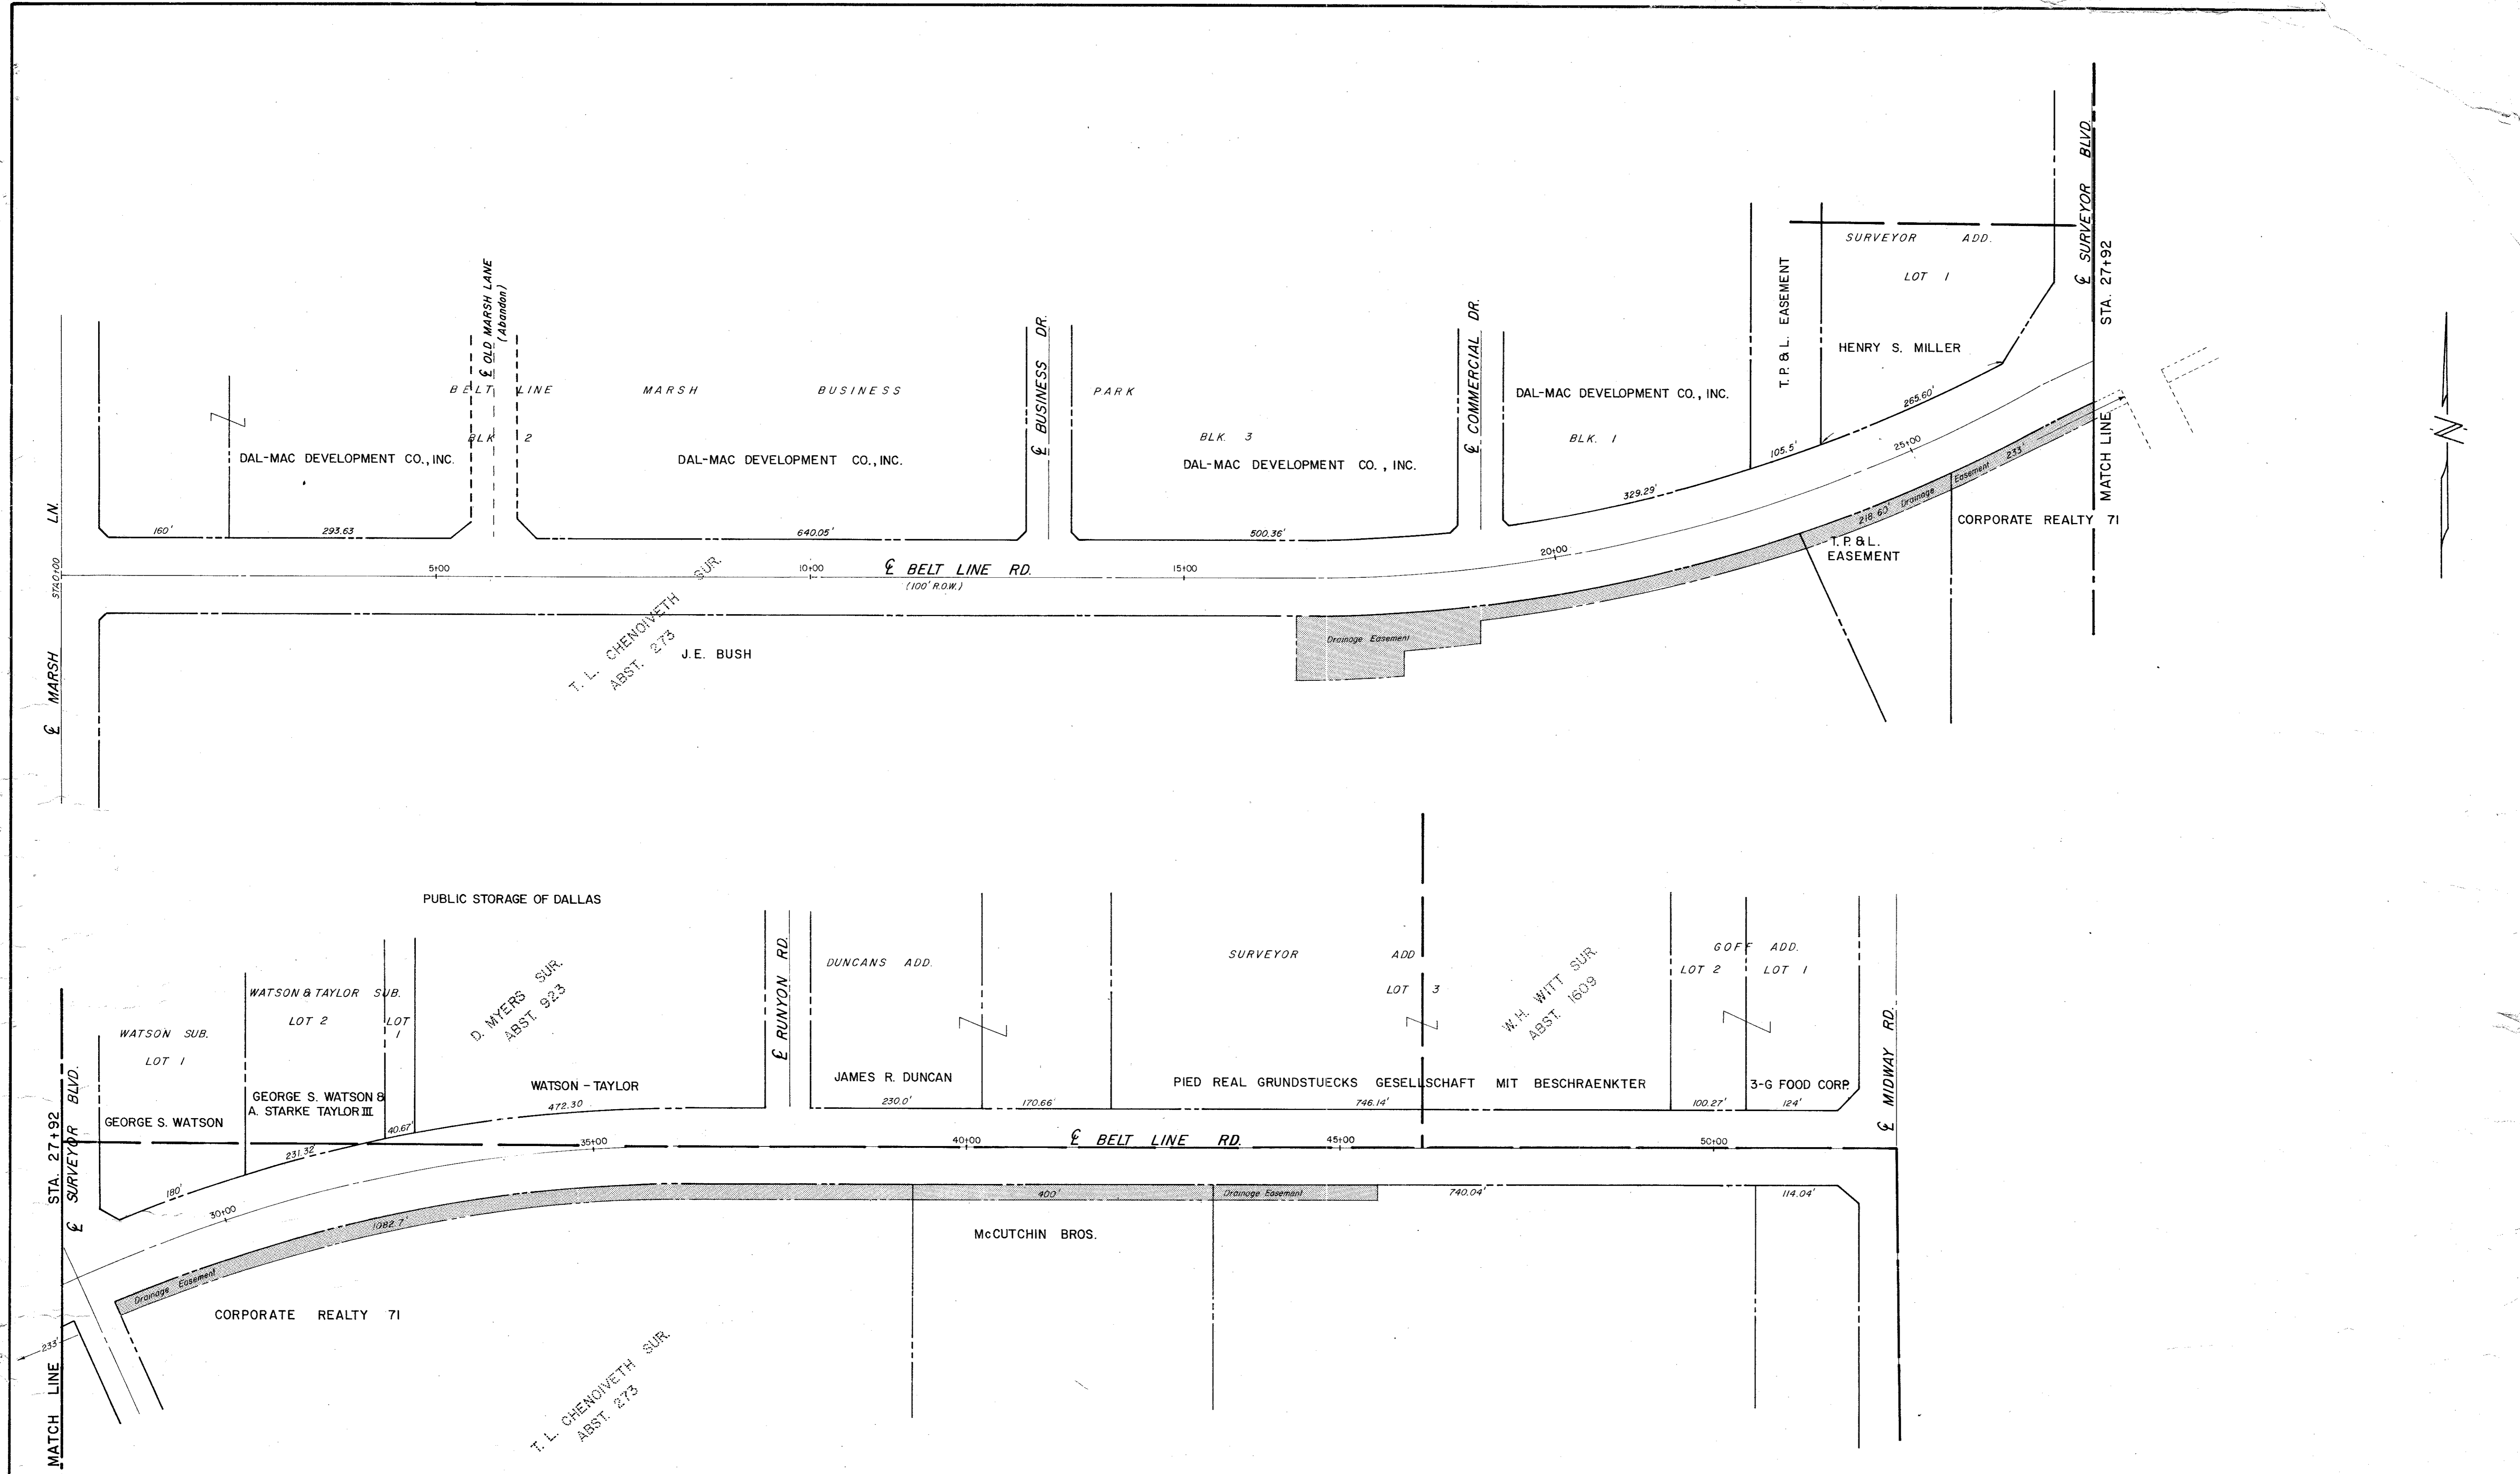 ℄ SURVEYOR BLVD.
STA. 27+92
MATCH LINE
SURVEYOR ADD.
LOT 1
HENRY S. MILLER
T.P.& L. EASEMENT
265.60'
105.5'
25+00
℄ OLD MARSH LANE
(Abandon)
BELT LINE MARSH BUSINESS PARK
BLK 2
DAL-MAC DEVELOPMENT CO., INC.
DAL-MAC DEVELOPMENT CO., INC.
℄ BUSINESS DR.
BLK. 3
DAL-MAC DEVELOPMENT CO., INC.
℄ COMMERCIAL DR.
DAL-MAC DEVELOPMENT CO., INC.
BLK. 1
329.29'
160'
293.63
640.05'
500.36'
℄ MARSH LN.
STA.0+00
5+00
10+00
℄ BELT LINE RD.
(100' R.O.W.)
15+00
20+00
218.60'
Drainage Easement
233'
CORPORATE REALTY 71
T.P.& L.
EASEMENT
Drainage Easement
T. L. CHENOIVETH SUR.
ABST. 273
J.E. BUSH
PUBLIC STORAGE OF DALLAS
WATSON SUB.
LOT 1
GEORGE S. WATSON
WATSON & TAYLOR SUB.
LOT 2
LOT
1
GEORGE S. WATSON &
A. STARKE TAYLOR III
D. MYERS SUR.
ABST. 923
WATSON - TAYLOR
472.30
℄ RUNYON RD.
DUNCANS ADD.
JAMES R. DUNCAN
230.0'
170.66'
SURVEYOR ADD
LOT 3
W.H. WITT SUR.
ABST. 1609
PIED REAL GRUNDSTUECKS GESELLSCHAFT MIT BESCHRAENKTER
746.14'
GOFF ADD.
LOT 2
LOT 1
3-G FOOD CORP.
100.27'
124'
℄ MIDWAY RD.
STA. 27+92
℄ SURVEYOR BLVD.
MATCH LINE
180'
231.32'
40.67'
30+00
35+00
40+00
℄ BELT LINE RD.
45+00
50+00
1082.7'
Drainage Easement
400'
Drainage Easement
740.04'
114.04'
McCUTCHIN BROS.
CORPORATE REALTY 71
233'
T. L. CHENOIVETH SUR.
ABST. 273